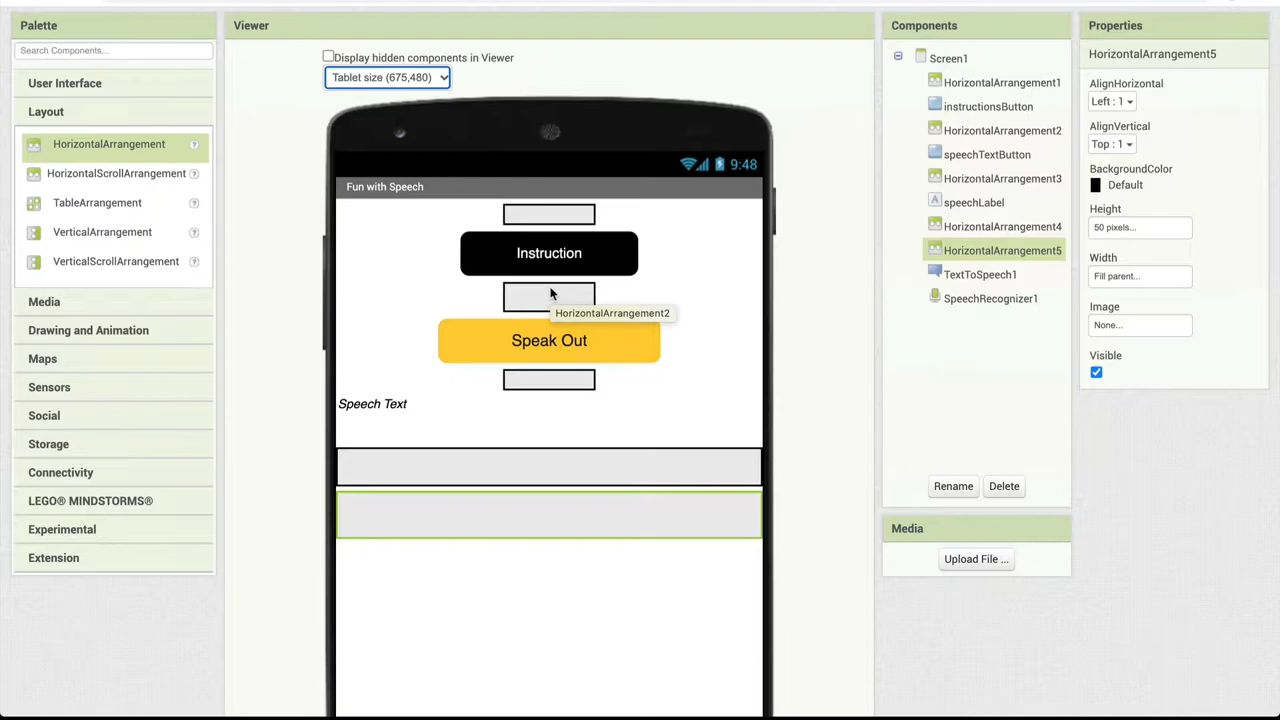 Palette
Search Components...
User Interface
Layout
HorizontalArrangement ?
HorizontalScrollArrangement ?
TableArrangement ?
VerticalArrangement ?
VerticalScrollArrangement ?
Media
Drawing and Animation
Maps
Sensors
Social
Storage
Connectivity
LEGO® MINDSTORMS®
Experimental
Extension
Viewer
Display hidden components in Viewer
Tablet size (675,480)
9:48
Fun with Speech
Instruction
HorizontalArrangement2
Speak Out
Speech Text
Components
Screen1
HorizontalArrangement1
instructionsButton
HorizontalArrangement2
speechTextButton
HorizontalArrangement3
A speechLabel
HorizontalArrangement4
HorizontalArrangement5
TextToSpeech1
SpeechRecognizer1
Rename Delete
Media
Upload File ...
Properties
HorizontalArrangement5
AlignHorizontal
Left : 1
AlignVertical
Top : 1
BackgroundColor
Default
Height
50 pixels...
Width
Fill parent...
Image
None...
Visible